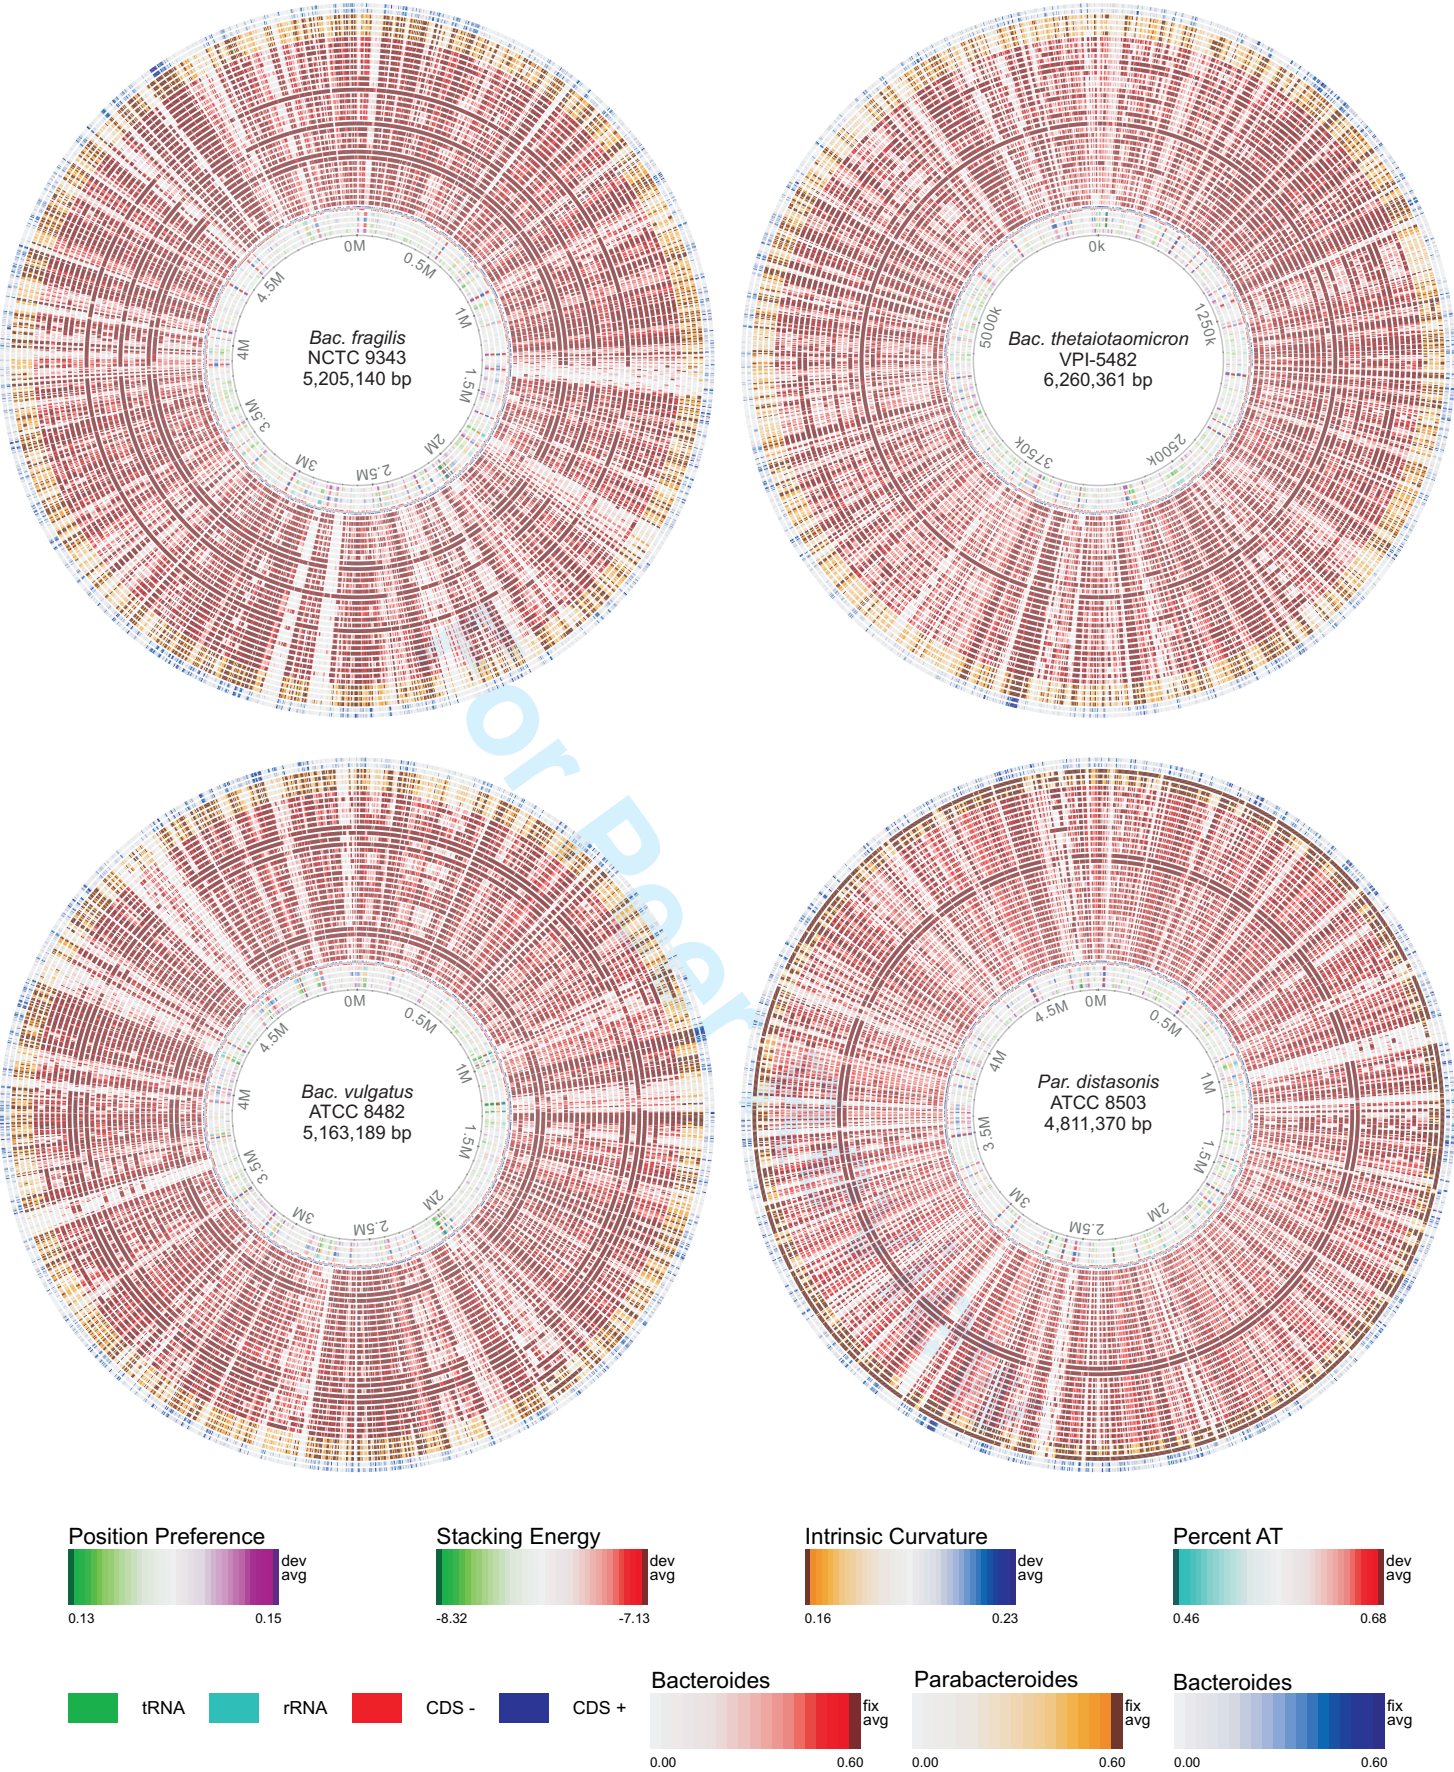 0M
0.5M
1M
1.5M
2M
2.5M
3M
3.5M
4M
4.5M
Bac. fragilis
NCTC 9343
5,205,140 bp
0k
1250k
2500k
3750k
5000k
Bac. thetaiotaomicron
VPI-5482
6,260,361 bp
or Peer
0M
0.5M
1M
1.5M
2M
2.5M
3M
3.5M
4M
4.5M
Bac. vulgatus
ATCC 8482
5,163,189 bp
0M
0.5M
1M
1.5M
2M
2.5M
3M
3.5M
4M
4.5M
Par. distasonis
ATCC 8503
4,811,370 bp
Position Preference
dev
avg
0.13 0.15
Stacking Energy
dev
avg
-8.32 -7.13
Intrinsic Curvature
dev
avg
0.16 0.23
Percent AT
dev
avg
0.46 0.68
tRNA rRNA CDS - CDS +
Bacteroides
fix
avg
0.00 0.60
Parabacteroides
fix
avg
0.00 0.60
Bacteroides
fix
avg
0.00 0.60